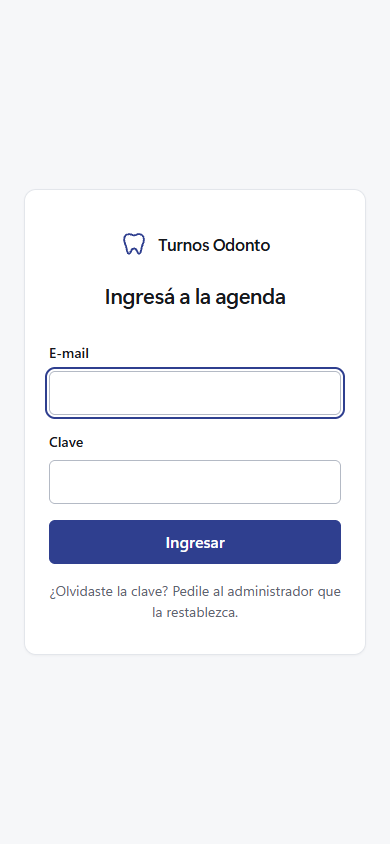 Turnos Odonto
Ingresá a la agenda
E-mail
Clave
Ingresar
¿Olvidaste la clave? Pedile al administrador que
la restablezca.